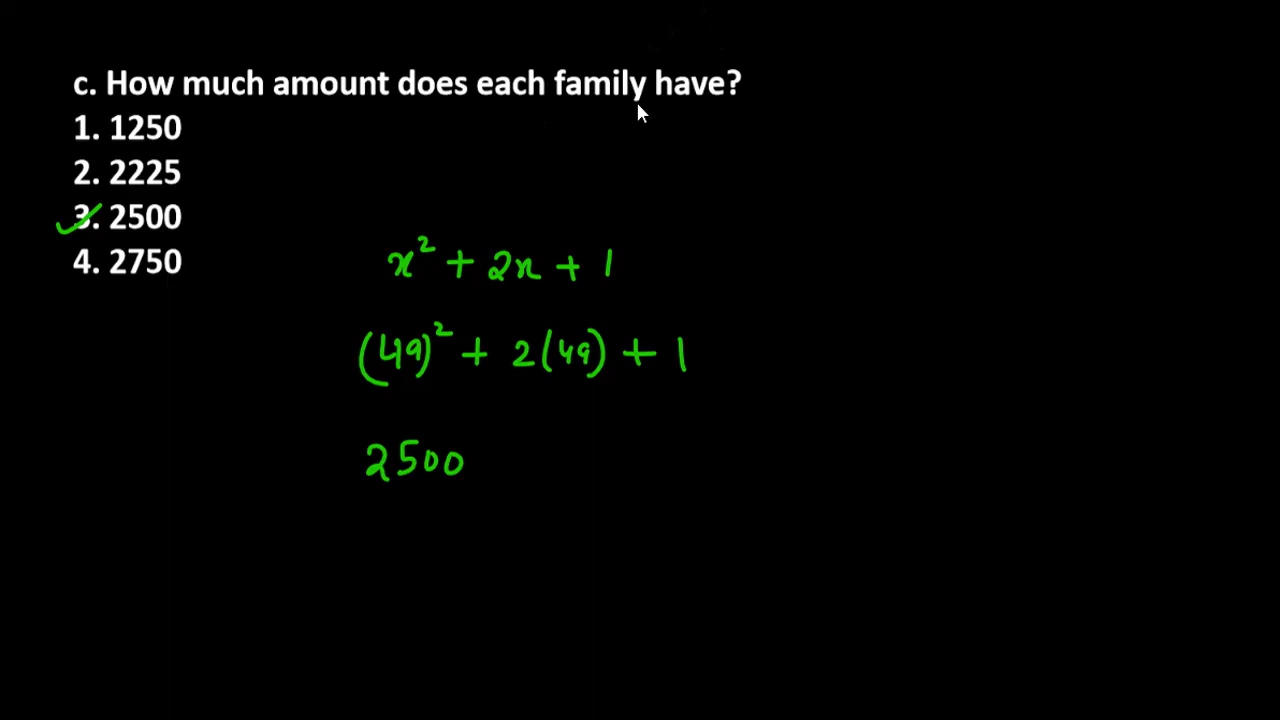 c. How much amount does each family have?
1. 1250
2. 2225
3. 2500
4. 2750
x² + 2x + 1
(49)² + 2(49) + 1
2500